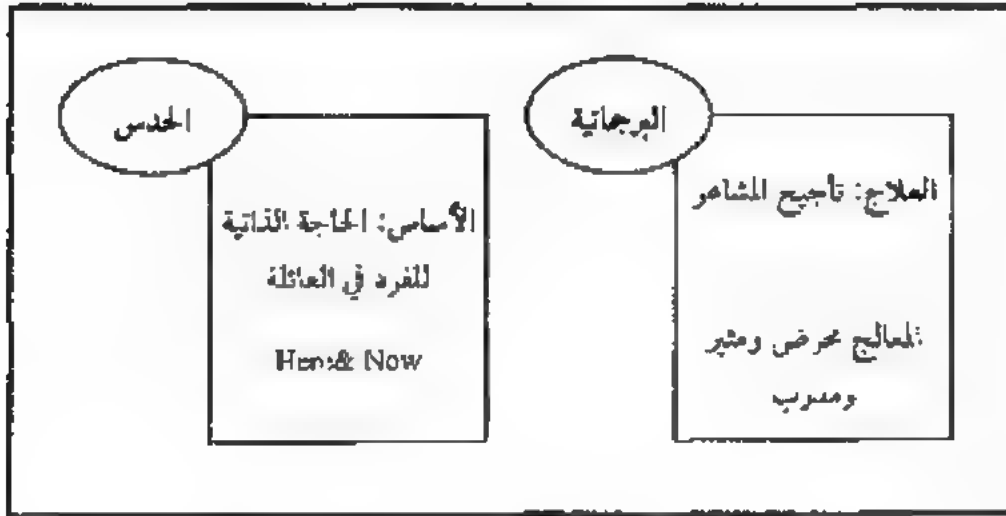 البرجماتية
العلاج: تأجيج المشاعر
المعالج محرض ومثير
ومدرب
الحدس
الأساس: الحاجة الذاتية
للفرد في العائلة
Here& Now